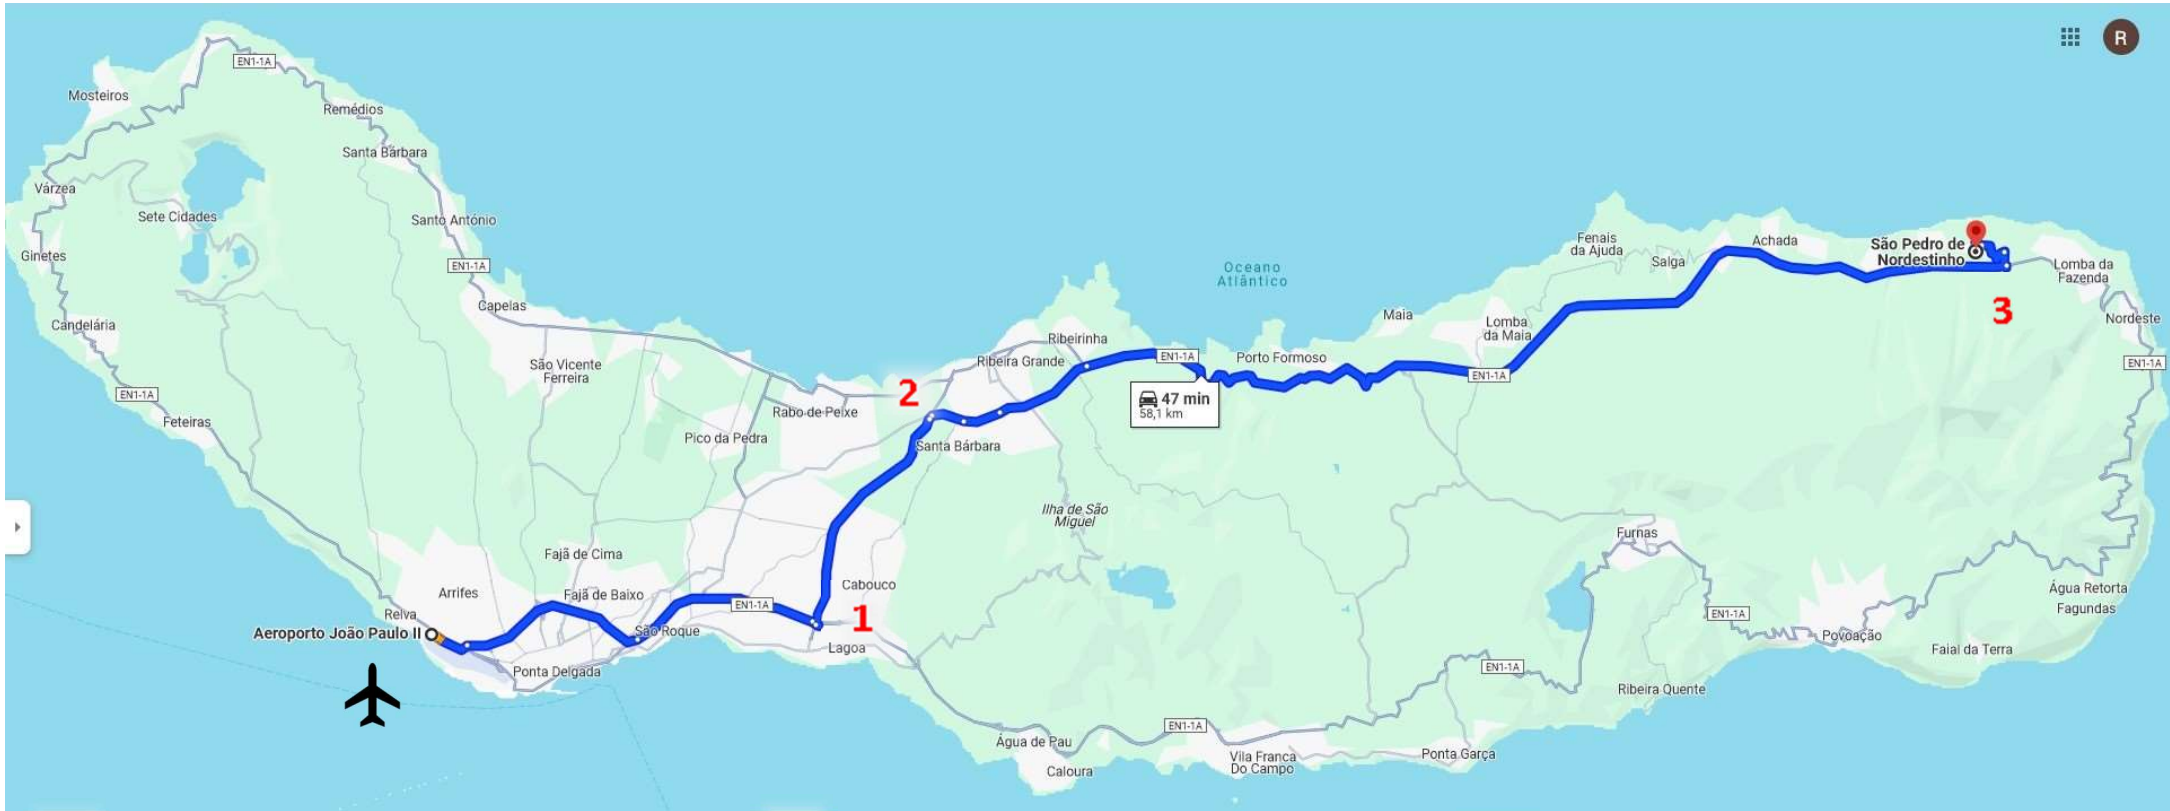 R
EN1-1A
Mosteiros
Remédios
Santa Bárbara
Várzea
Sete Cidades
Santo António
Ginetes
EN1-1A
Capelas
Candelária
São Vicente
Ferreira
EN1-1A
Feteiras
Oceano
Atlântico
Ribeirinha
Ribeira Grande
EN1-1A
Porto Formoso
Maia
Lomba
da Maia
EN1-1A
Fenais
da Ajuda
Salga
Achada
São Pedro de
Nordestinho
Lomba da
Fazenda
3
Nordeste
EN1-1A
2
47 min
58,1 km
Rabo de Peixe
Pico da Pedra
Santa Bárbara
Ilha de São
Miguel
Furnas
Fajã de Cima
Arrifes
Fajã de Baixo
Cabouco
EN1-1A
1
Relva
Aeroporto João Paulo II
São Roque
Lagoa
Ponta Delgada
Água Retorta
Fagundas
EN1-1A
Povoação
Faial da Terra
EN1-1A
Ribeira Quente
EN1-1A
Água de Pau
Caloura
Vila Franca
Do Campo
Ponta Garça